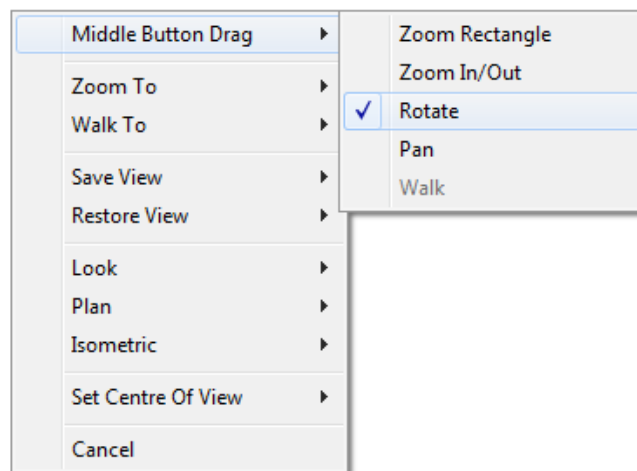 Middle Button Drag
Zoom To
Walk To
Save View
Restore View
Look
Plan
Isometric
Set Centre Of View
Cancel
Zoom Rectangle
Zoom In/Out
Rotate
Pan
Walk